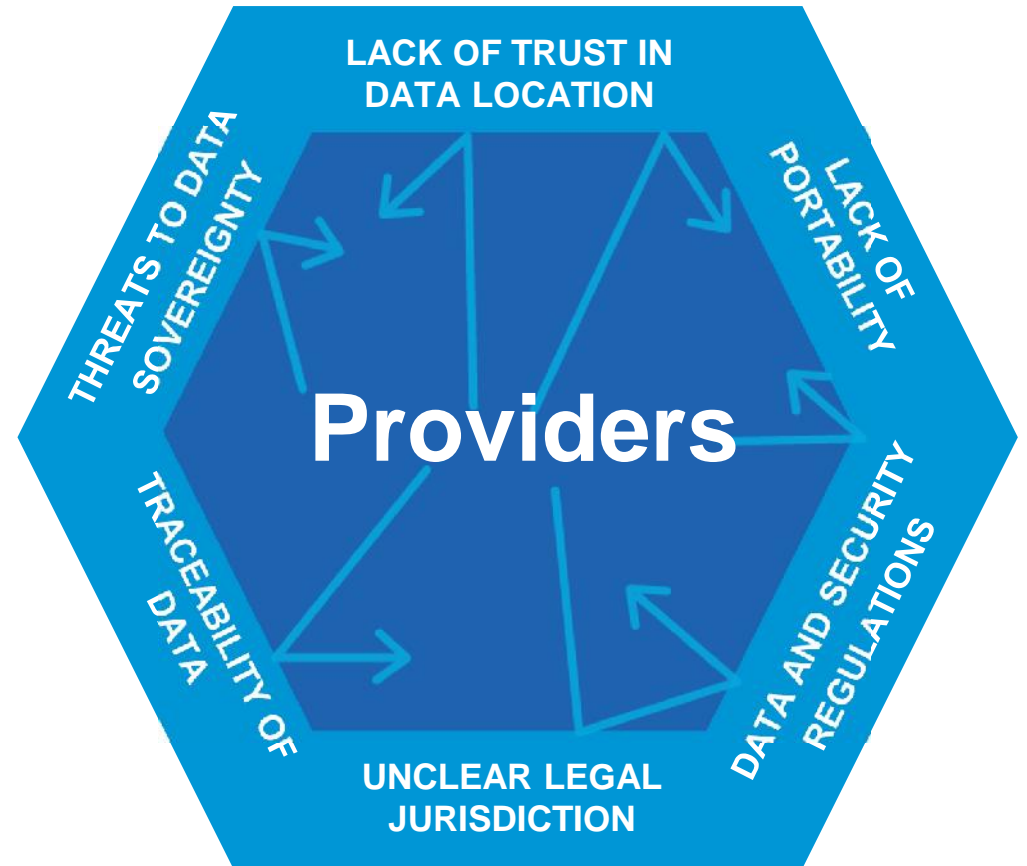 LACK OF TRUST IN
DATA LOCATION
LACK OF
PORTABILITY
DATA AND SECURITY
REGULATIONS
UNCLEAR LEGAL
JURISDICTION
TRACEABILITY OF
DATA
THREATS TO DATA
SOVEREIGNTY
Providers